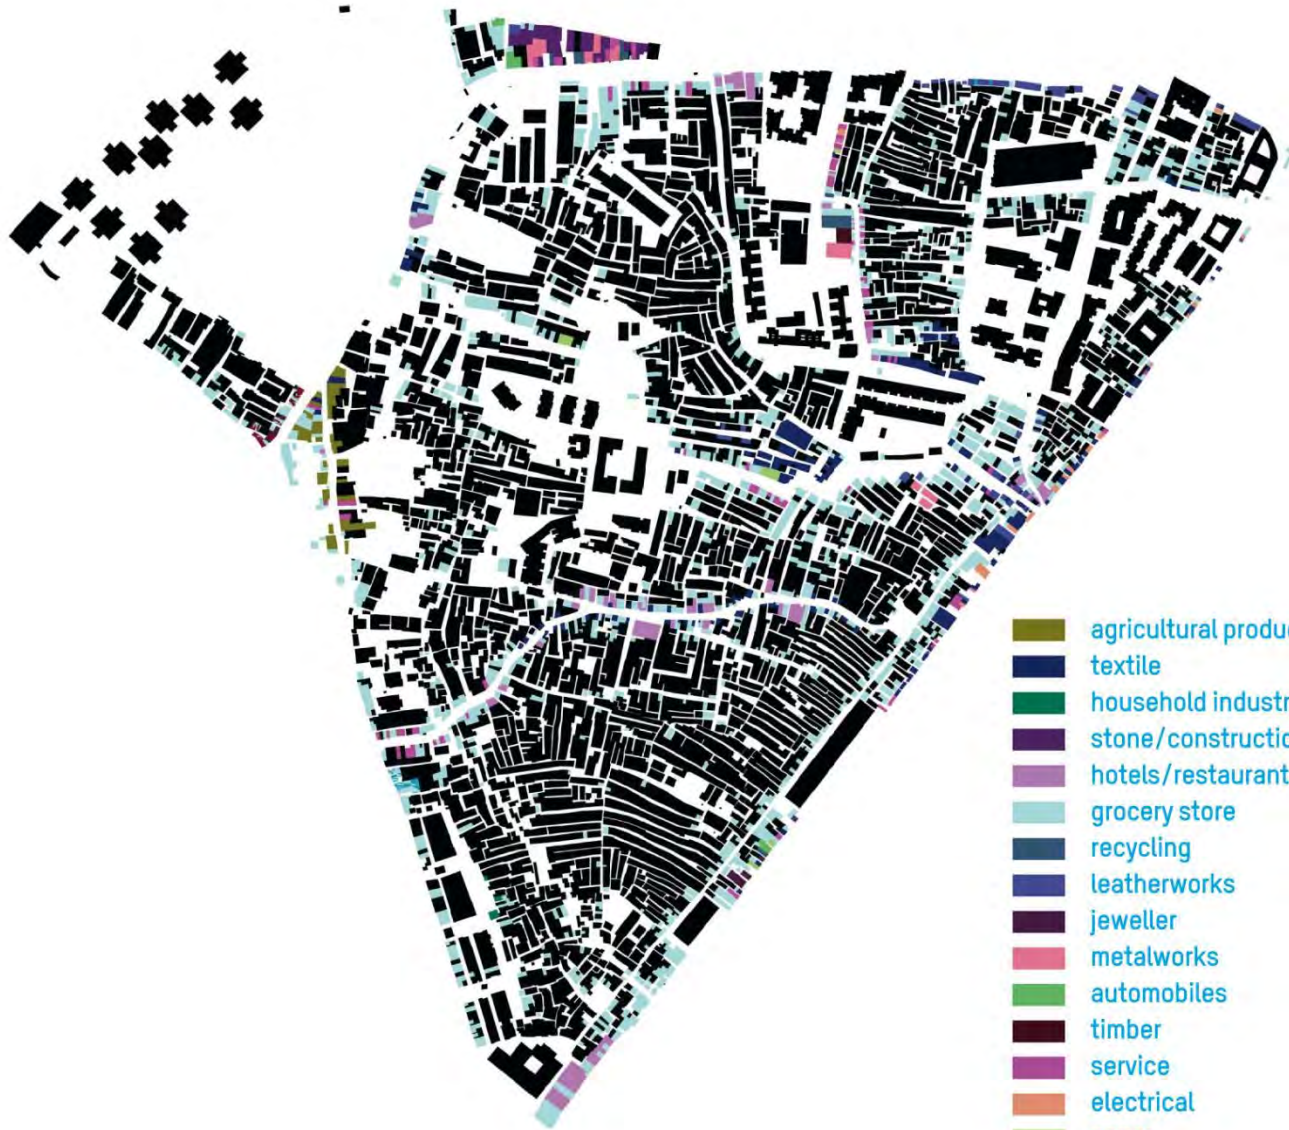 agricultural produ
textile
household industr
stone/constructio
hotels/restaurant
grocery store
recycling
leatherworks
jeweller
metalworks
automobiles
timber
service
electrical